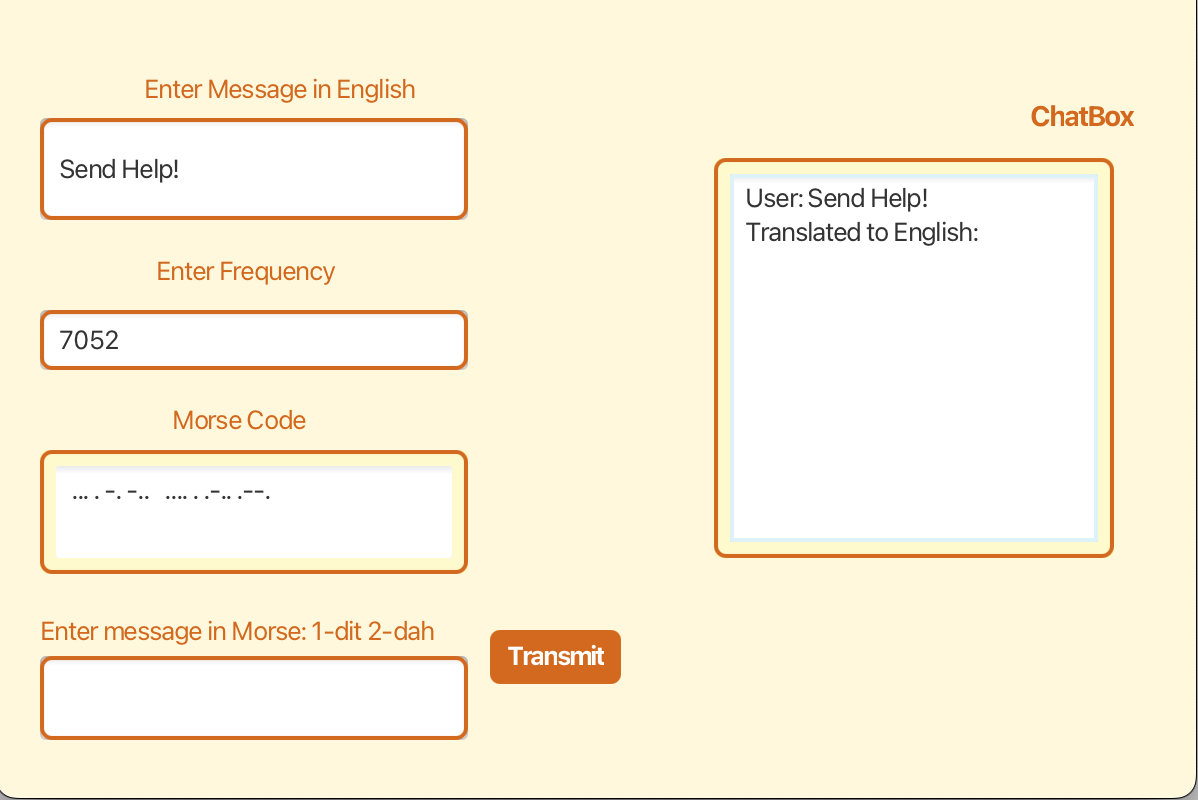 Enter Message in English
Send Help!
Enter Frequency
7052
Morse Code
... . -. -..   .... . .-.. .--.
Enter message in Morse: 1-dit 2-dah
Transmit
ChatBox
User: Send Help!
Translated to English: